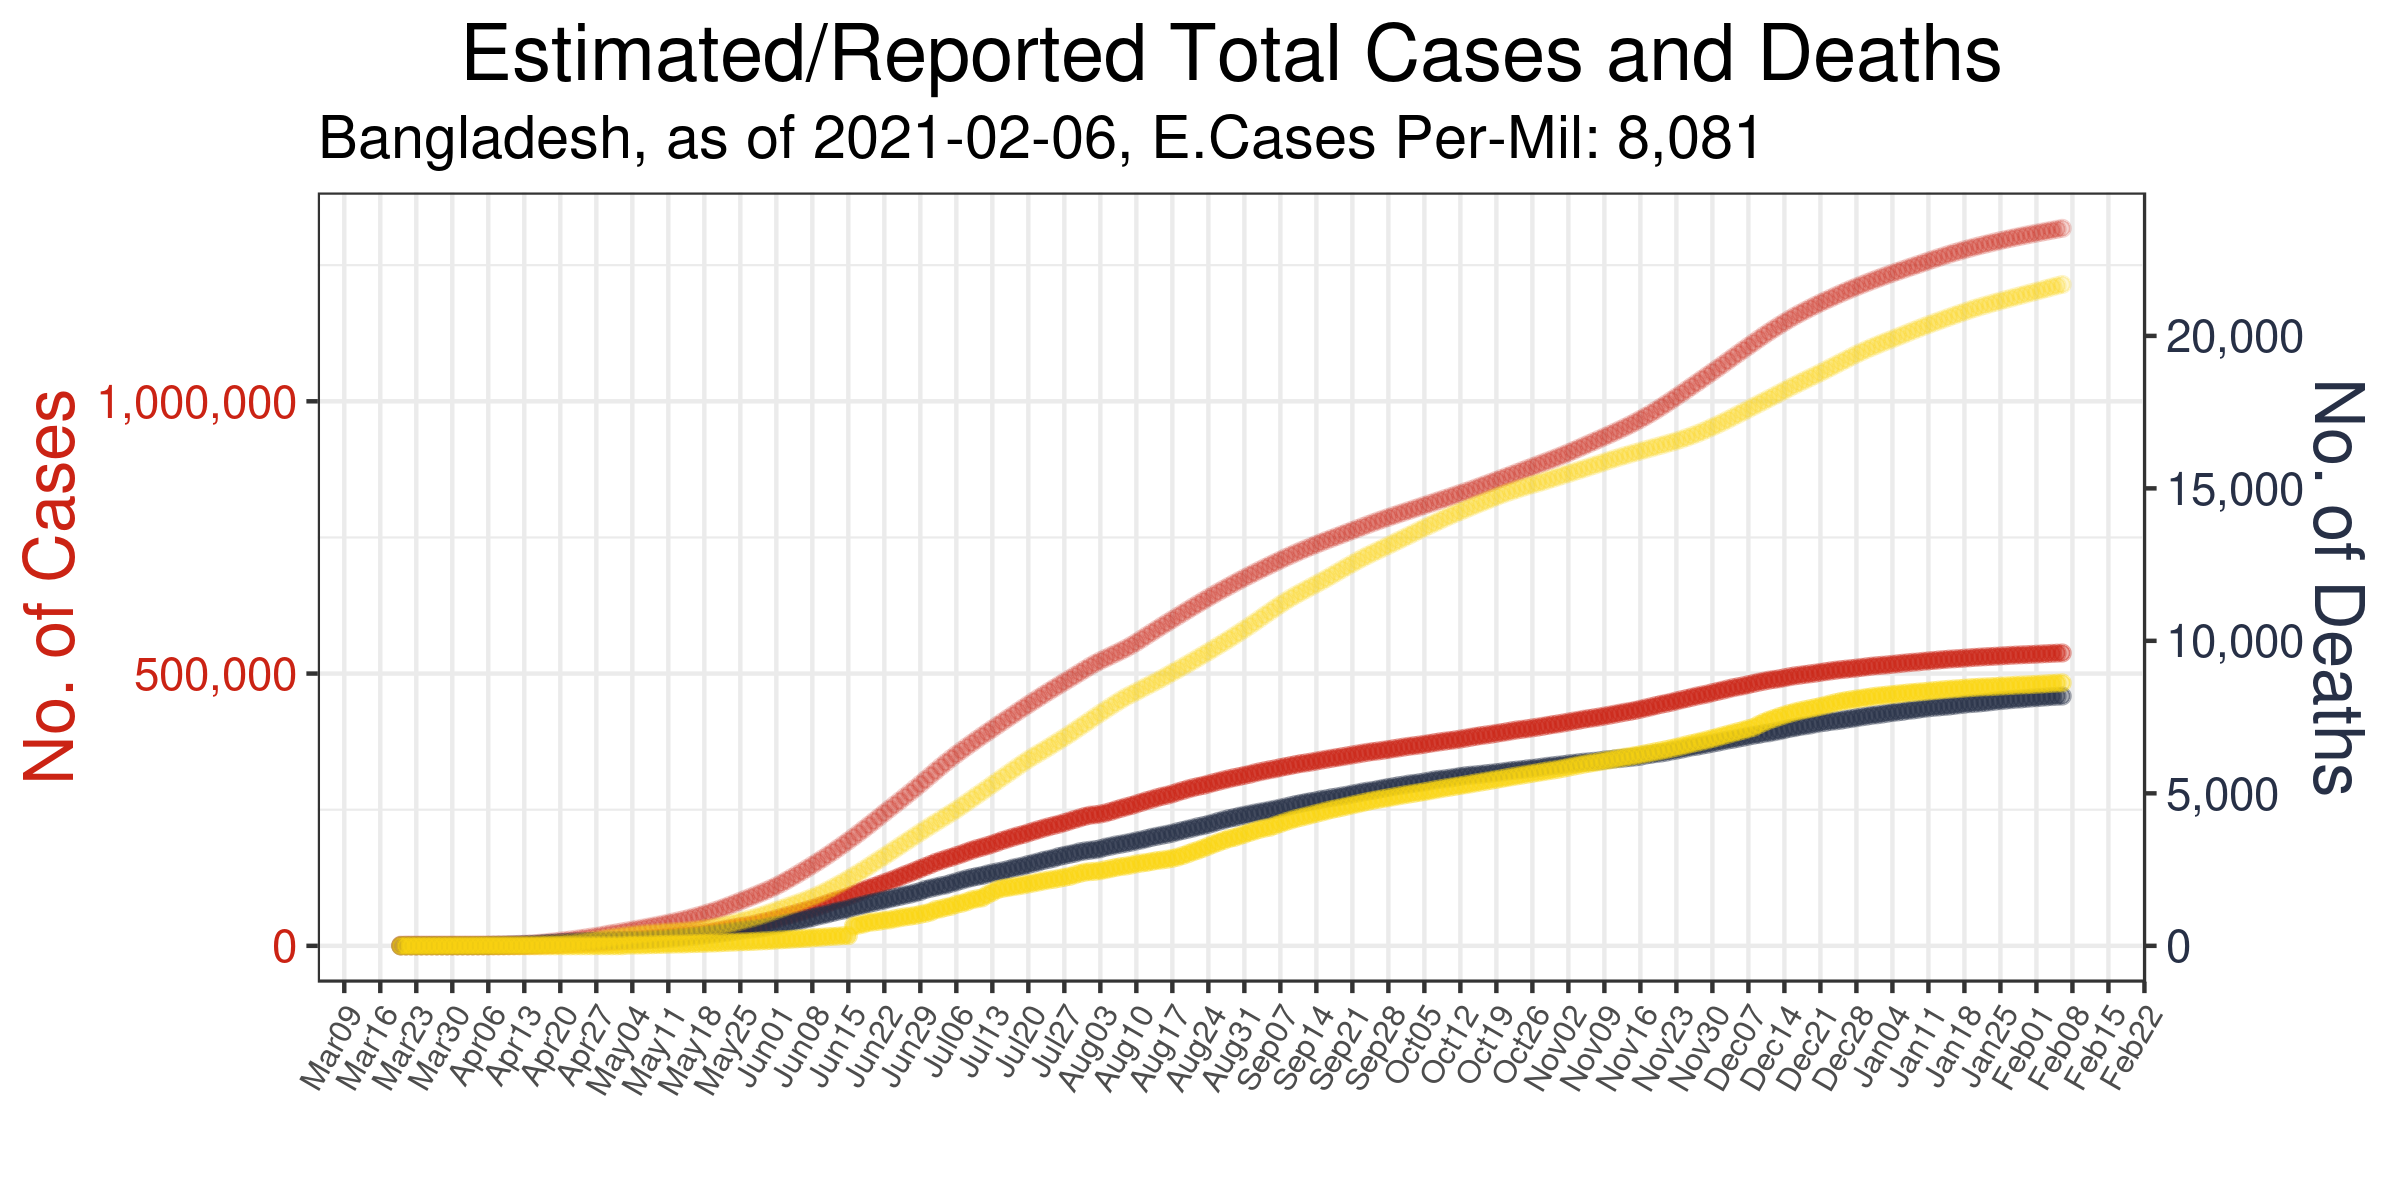 Estimated/Reported Total Cases and Deaths
Bangladesh, as of 2021-02-06, E.Cases Per-Mil: 8,081
No. of Cases
1,000,000
500,000
0
20,000
15,000
10,000
5,000
0
No. of Deaths
Mar09
Mar16
Mar23
Mar30
Apr06
Apr13
Apr20
Apr27
May04
May11
May18
May25
Jun01
Jun08
Jun15
Jun22
Jun29
Jul06
Jul13
Jul20
Jul27
Aug03
Aug10
Aug17
Aug24
Aug31
Sep07
Sep14
Sep21
Sep28
Oct05
Oct12
Oct19
Oct26
Nov02
Nov09
Nov16
Nov23
Nov30
Dec07
Dec14
Dec21
Dec28
Jan04
Jan11
Jan18
Jan25
Feb01
Feb08
Feb15
Feb22